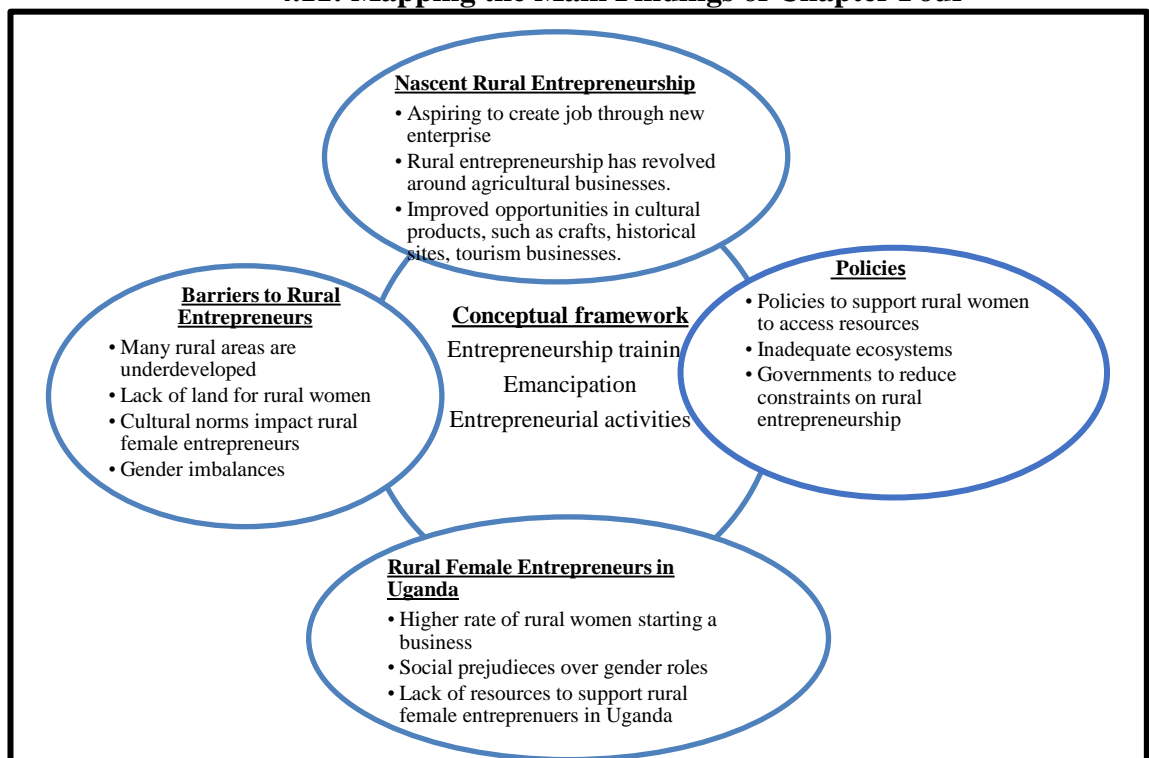 Nascent Rural Entrepreneurship
• Aspiring to create job through new
enterprise
• Rural entrepreneurship has revolved
around agricultural businesses.
• Improved opportunities in cultural
products, such as crafts, historical
sites, tourism businesses.
Barriers to Rural
Entrepreneurs
• Many rural areas are
underdeveloped
• Lack of land for rural women
• Cultural norms impact rural
female entrepreneurs
• Gender imbalances
Conceptual framework
Entrepreneurship trainin
Emancipation
Entrepreneurial activities
Policies
• Policies to support rural women
to access resources
• Inadequate ecosystems
• Governments to reduce
constraints on rural
entrepreneurship
Rural Female Entrepreneurs in
Uganda
• Higher rate of rural women starting a
business
• Social prejudieces over gender roles
• Lack of resources to support rural
female entreprenuers in Uganda